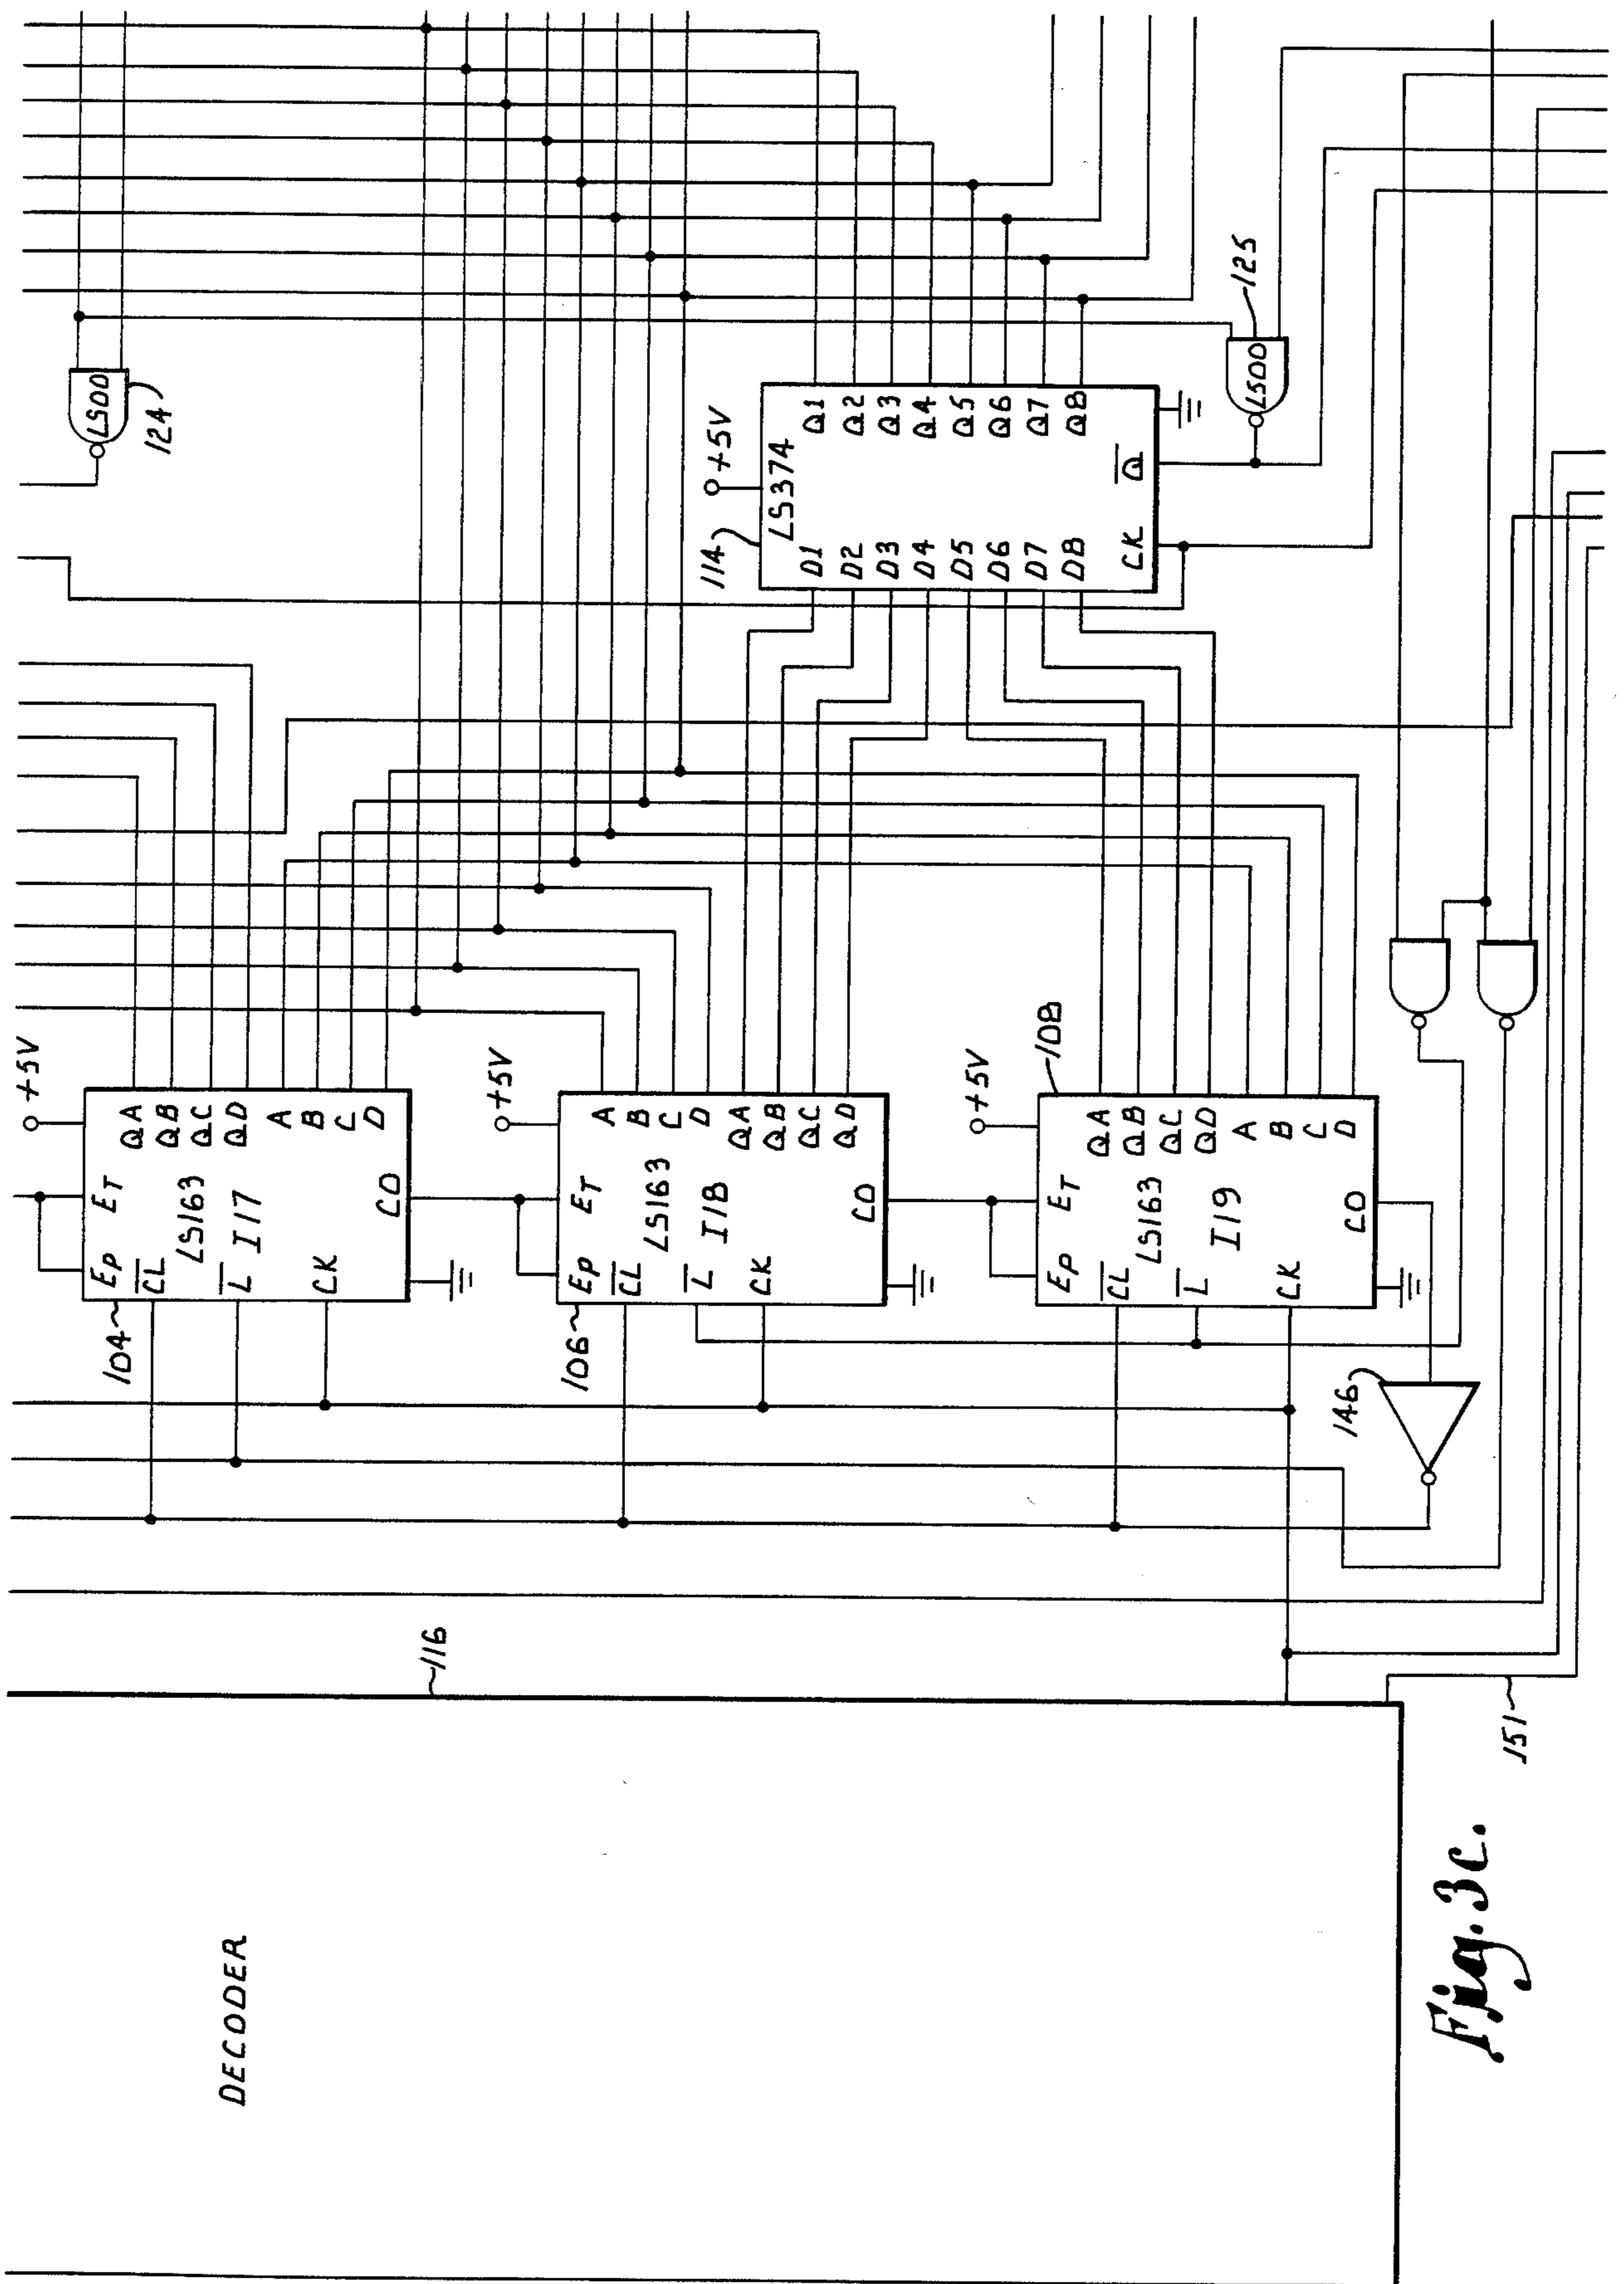 LS00
124
LS00
125
+5V
114
LS374
D1
D2
D3
D4
D5
D6
D7
D8
CK
Q1
Q2
Q3
Q4
Q5
Q6
Q7
Q8
Q̅
+5V
104
EP ET
C̅L̅
LS163
I17
L̅
CK
QA
QB
QC
QD
A
B
C
D
CO
+5V
106
EP ET
C̅L̅
LS163
I18
L̅
CK
A
B
C
D
QA
QB
QC
QD
CO
+5V
108
EP ET
C̅L̅
LS163
I19
L̅
CK
QA
QB
QC
QD
A
B
C
D
CO
146
116
151
DECODER
Fig. 3c.